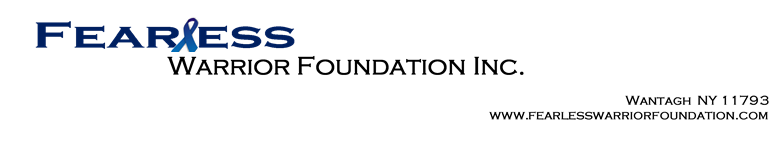 FEARLESS
WARRIOR FOUNDATION INC.
WANTAGH NY 11793
WWW.FEARLESSWARRIORFOUNDATION.COM